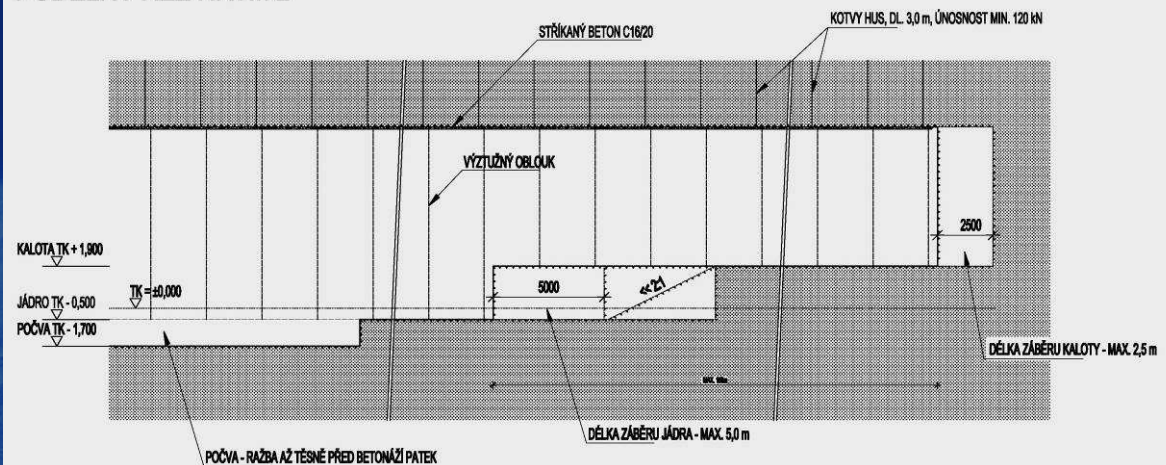 STŘÍKANÝ BETON C16/20
KOTVY HUS, DL. 3,0 m, ÚNOSNOST MIN. 120 kN
VÝZTUŽNÝ OBLOUK
2500
KALOTA TK + 1,900
5000
TK = ±0,000
JÁDRO TK - 0,500
POČVA TK - 1,700
DÉLKA ZÁBĚRU KALOTY - MAX. 2,5 m
DÉLKA ZÁBĚRU JÁDRA - MAX. 5,0 m
POČVA - RAŽBA AŽ TĚSNĚ PŘED BETONÁŽÍ PATEK